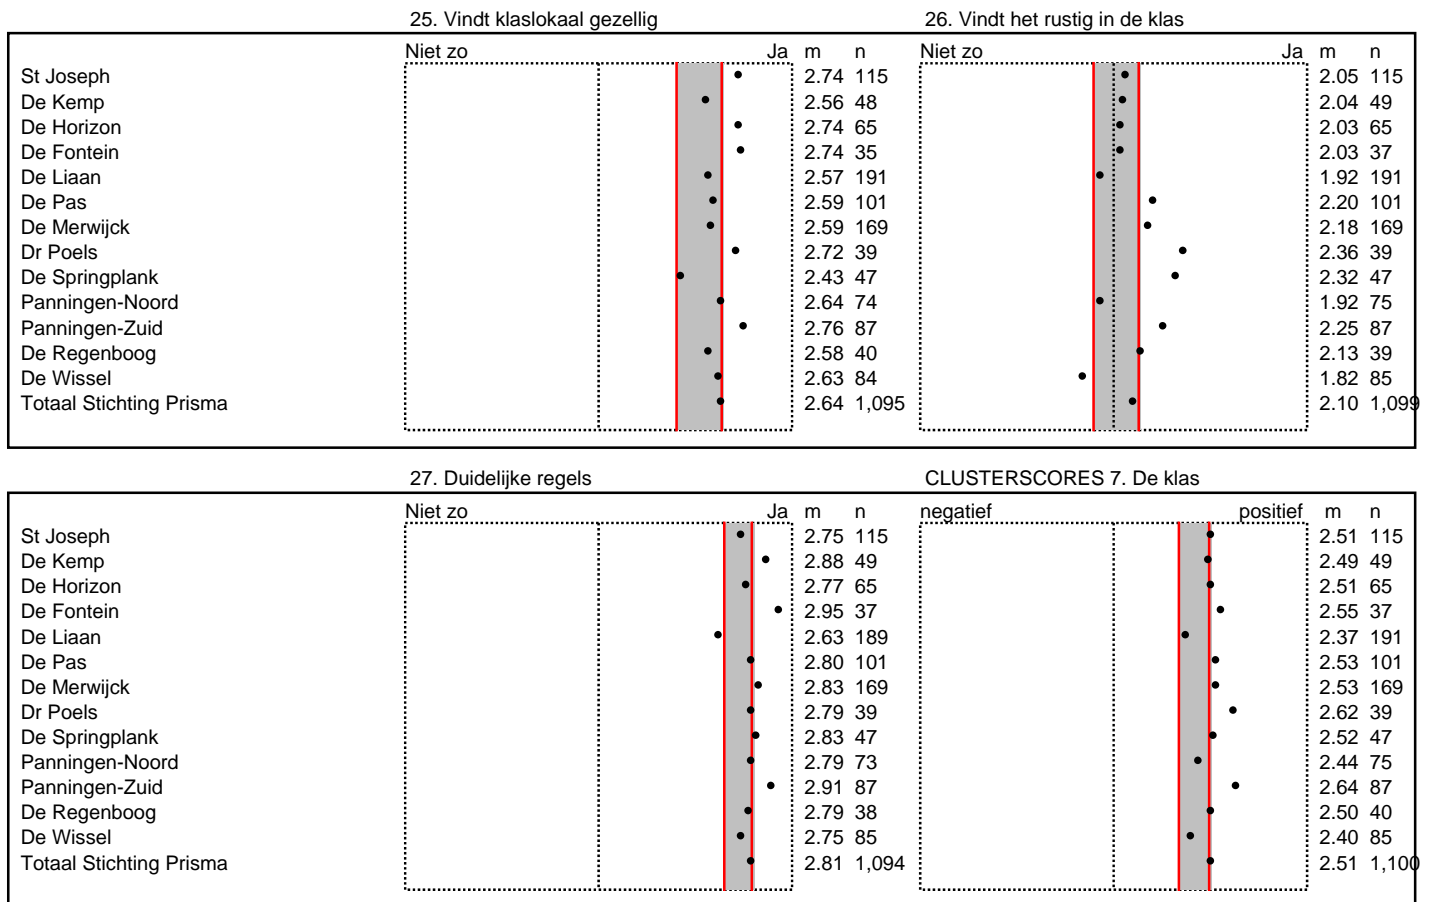 25. Vindt klaslokaal gezellig 26. Vindt het rustig in de klas
Niet zo Ja m n Niet zo Ja m n
St Joseph 2.74 115 2.05 115
De Kemp 2.56 48 2.04 49
De Horizon 2.74 65 2.03 65
De Fontein 2.74 35 2.03 37
De Liaan 2.57 191 1.92 191
De Pas 2.59 101 2.20 101
De Merwijck 2.59 169 2.18 169
Dr Poels 2.72 39 2.36 39
De Springplank 2.43 47 2.32 47
Panningen-Noord 2.64 74 1.92 75
Panningen-Zuid 2.76 87 2.25 87
De Regenboog 2.58 40 2.13 39
De Wissel 2.63 84 1.82 85
Totaal Stichting Prisma 2.64 1,095 2.10 1,099
27. Duidelijke regels CLUSTERSCORES 7. De klas
Niet zo Ja m n negatief positief m n
St Joseph 2.75 115 2.51 115
De Kemp 2.88 49 2.49 49
De Horizon 2.77 65 2.51 65
De Fontein 2.95 37 2.55 37
De Liaan 2.63 189 2.37 191
De Pas 2.80 101 2.53 101
De Merwijck 2.83 169 2.53 169
Dr Poels 2.79 39 2.62 39
De Springplank 2.83 47 2.52 47
Panningen-Noord 2.79 73 2.44 75
Panningen-Zuid 2.91 87 2.64 87
De Regenboog 2.79 38 2.50 40
De Wissel 2.75 85 2.40 85
Totaal Stichting Prisma 2.81 1,094 2.51 1,100